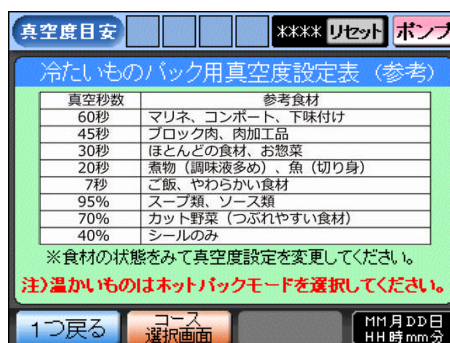 真空度目安 **** リセット ポンプ
冷たいものパック用真空度設定表（参考）
真空秒数 参考食材
60秒 マリネ、コンポート、下味付け
45秒 ブロック肉、肉加工品
30秒 ほとんどの食材、お惣菜
20秒 煮物（調味液多め）、魚（切り身）
7秒 ご飯、やわらかい食材
95% スープ類、ソース類
70% カット野菜（つぶれやすい食材）
40% シールのみ
※食材の状態をみて真空度設定を変更してください。
注）温かいものはホットパックモードを選択してください。
1つ戻る コース MM月DD日
選択画面 HH時mm分